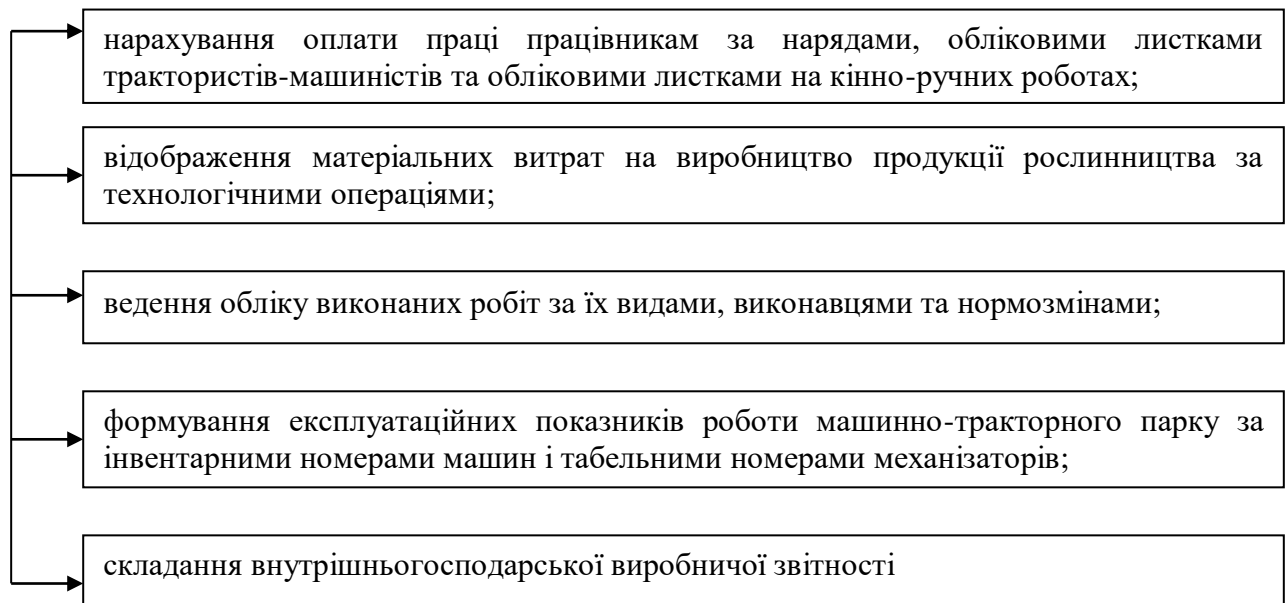 нарахування оплати праці працівникам за нарядами, обліковими листками
трактористів-машиністів та обліковими листками на кінно-ручних роботах;
відображення матеріальних витрат на виробництво продукції рослинництва за
технологічними операціями;
ведення обліку виконаних робіт за їх видами, виконавцями та нормозмінами;
формування експлуатаційних показників роботи машинно-тракторного парку за
інвентарними номерами машин і табельними номерами механізаторів;
складання внутрішньогосподарської виробничої звітності